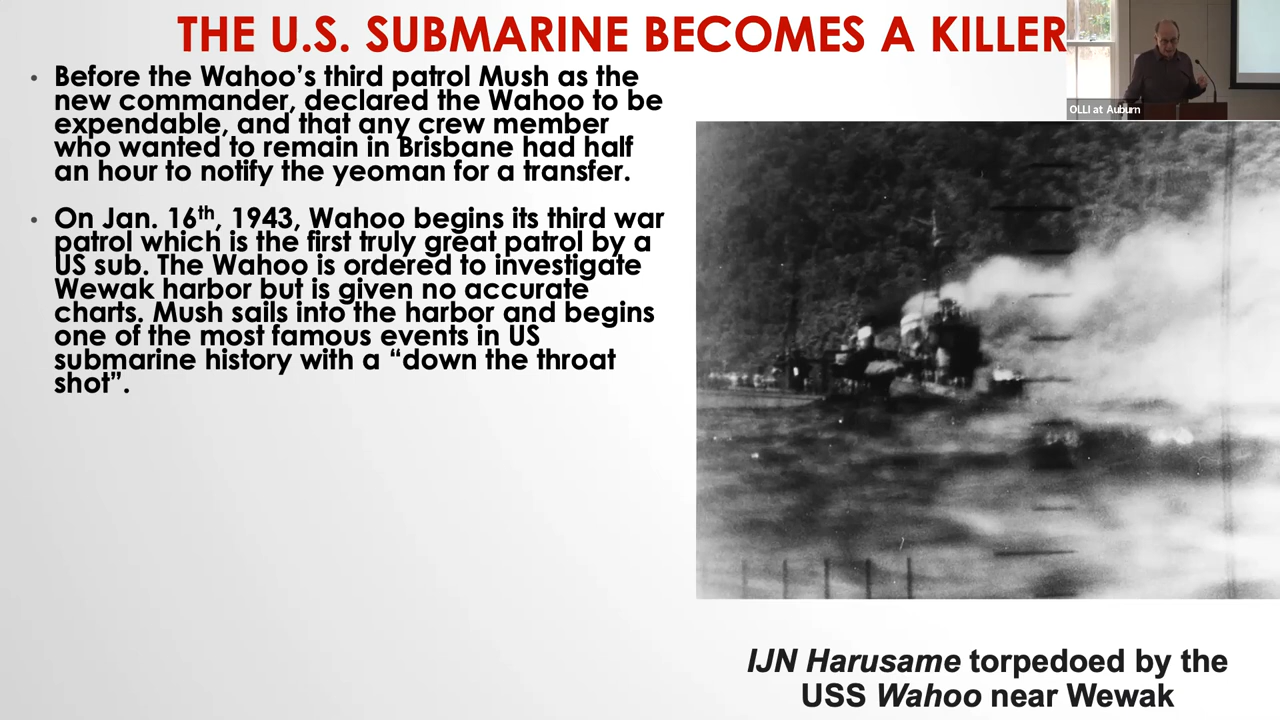 THE U.S. SUBMARINE BECOMES A KILLER
OLLI at Auburn
• Before the Wahoo’s third patrol Mush as the
new commander, declared the Wahoo to be
expendable, and that any crew member
who wanted to remain in Brisbane had half
an hour to notify the yeoman for a transfer.
• On Jan. 16th, 1943, Wahoo begins its third war
patrol which is the first truly great patrol by a
US sub. The Wahoo is ordered to investigate
Wewak harbor but is given no accurate
charts. Mush sails into the harbor and begins
one of the most famous events in US
submarine history with a “down the throat
shot”.
IJN Harusame torpedoed by the
USS Wahoo near Wewak